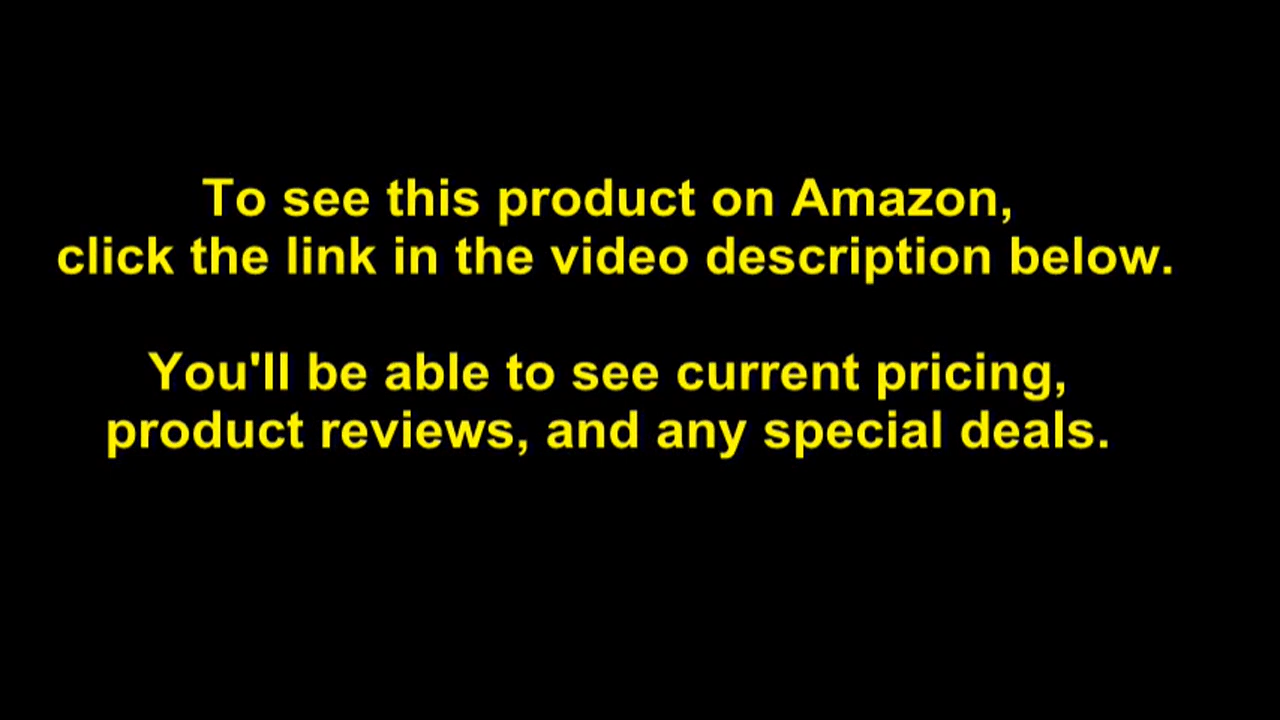 To see this product on Amazon,
click the link in the video description below.
You'll be able to see current pricing,
product reviews, and any special deals.